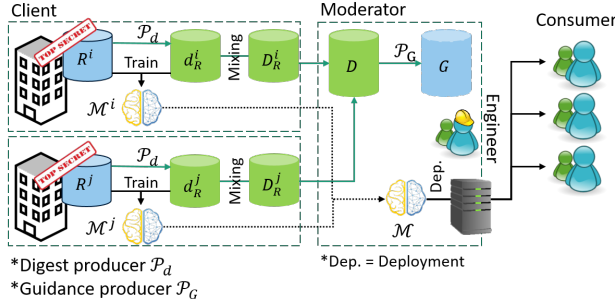 Client
Moderator
Consumer
TOP SECRET
R^i
𝒫_d
d_R^i
Mixing
D_R^i
Train
ℳ^i
D
𝒫_G
G
TOP SECRET
R^j
𝒫_d
d_R^j
Mixing
D_R^j
Train
ℳ^j
Engineer
Dep.
ℳ
*Digest producer 𝒫_d
*Guidance producer 𝒫_G
*Dep. = Deployment